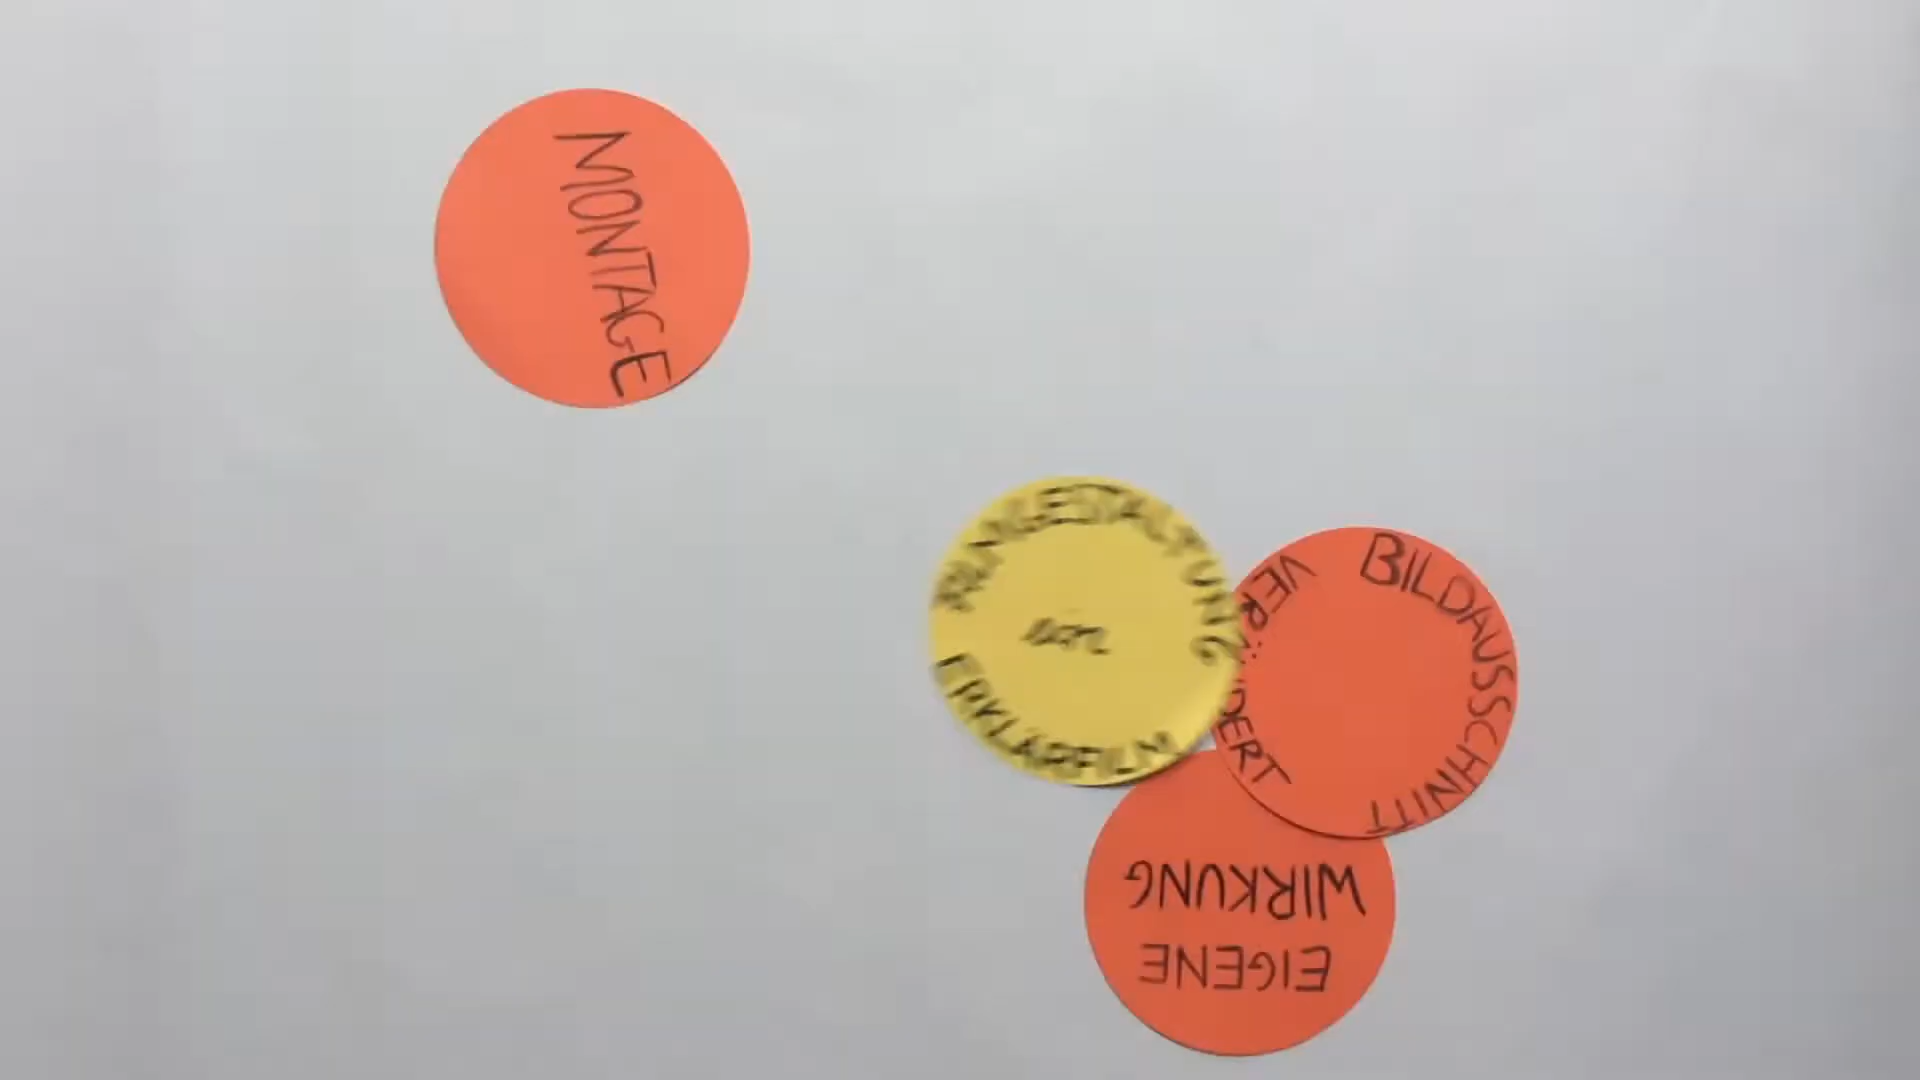 MONTAGE
ERKLÄRFILM
BILDAUSSCHNITT
VERÄNDERT
EIGENE
WIRKUNG